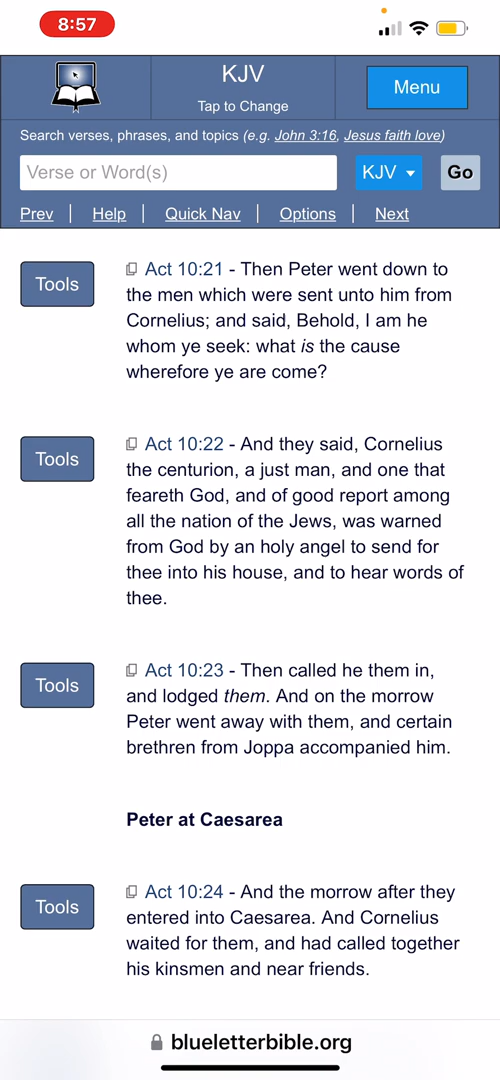 8:57
KJV
Tap to Change
Menu
Search verses, phrases, and topics (e.g. John 3:16, Jesus faith love)
Verse or Word(s)
KJV
Go
Prev | Help | Quick Nav | Options | Next
Tools
Act 10:21 - Then Peter went down to
the men which were sent unto him from
Cornelius; and said, Behold, I am he
whom ye seek: what is the cause
wherefore ye are come?
Tools
Act 10:22 - And they said, Cornelius
the centurion, a just man, and one that
feareth God, and of good report among
all the nation of the Jews, was warned
from God by an holy angel to send for
thee into his house, and to hear words of
thee.
Tools
Act 10:23 - Then called he them in,
and lodged them. And on the morrow
Peter went away with them, and certain
brethren from Joppa accompanied him.
Peter at Caesarea
Tools
Act 10:24 - And the morrow after they
entered into Caesarea. And Cornelius
waited for them, and had called together
his kinsmen and near friends.
blueletterbible.org